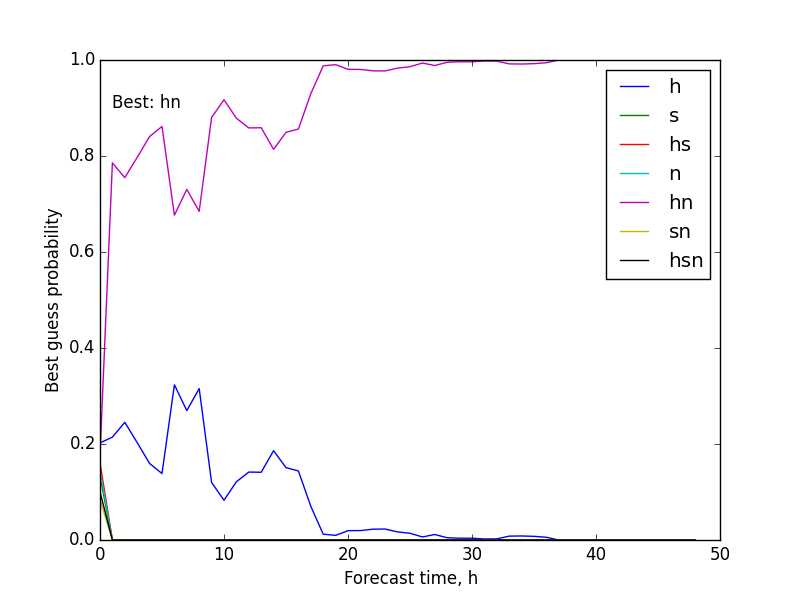 1.0
0.8
0.6
0.4
0.2
0.0
Best guess probability
Best: hn
h
s
hs
n
hn
sn
hsn
0 10 20 30 40 50
Forecast time, h